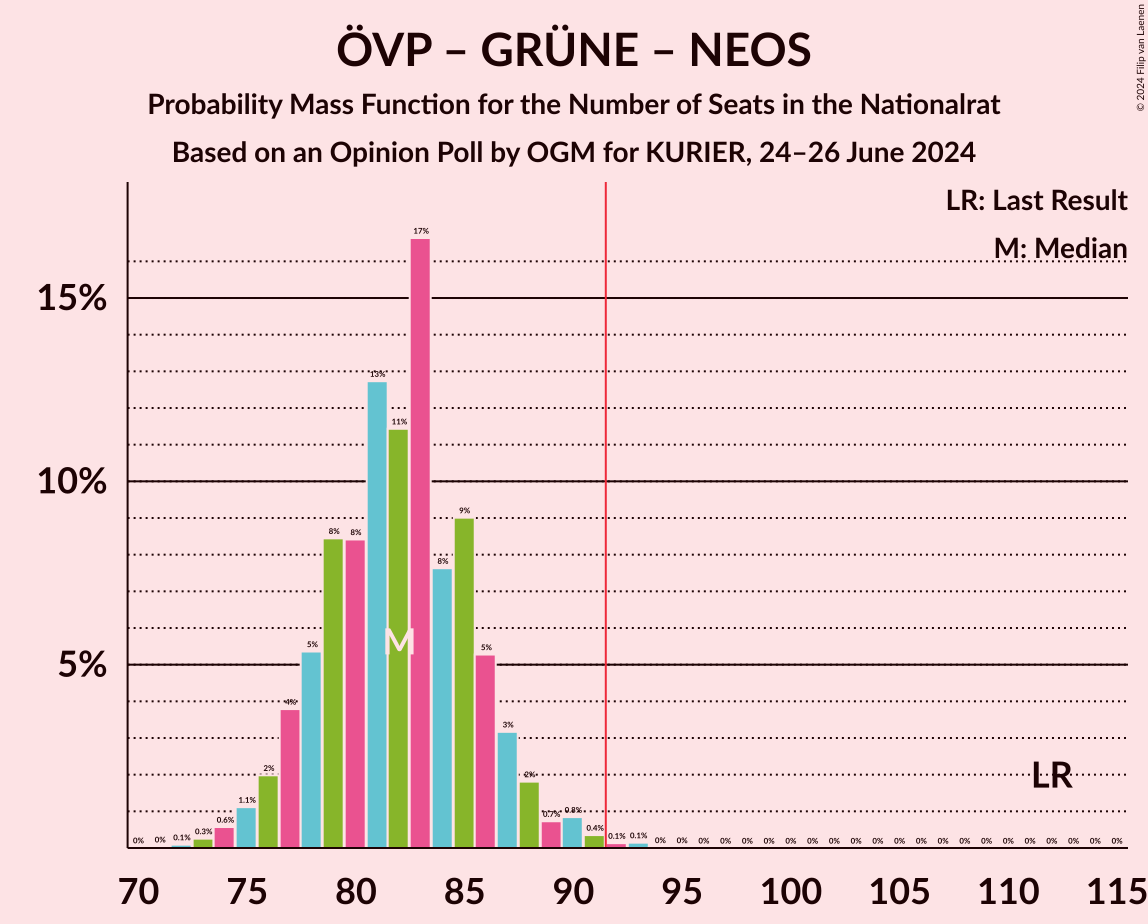 ÖVP – GRÜNE – NEOS
Probability Mass Function for the Number of Seats in the Nationalrat
Based on an Opinion Poll by OGM for KURIER, 24–26 June 2024
© 2024 Filip van Laenen
LR: Last Result
M: Median
15%
10%
5%
0% 0% 0.1% 0.3% 0.6% 1.1% 2% 4% 5% 8% 8% 13% 11% 17% 8% 9% 5% 3% 2% 0.7% 0.8% 0.4% 0.1% 0.1% 0% 0% 0% 0% 0% 0% 0% 0% 0% 0% 0% 0% 0% 0% 0% 0% 0% 0% 0% 0% 0% 0%
M
LR
70 75 80 85 90 95 100 105 110 115